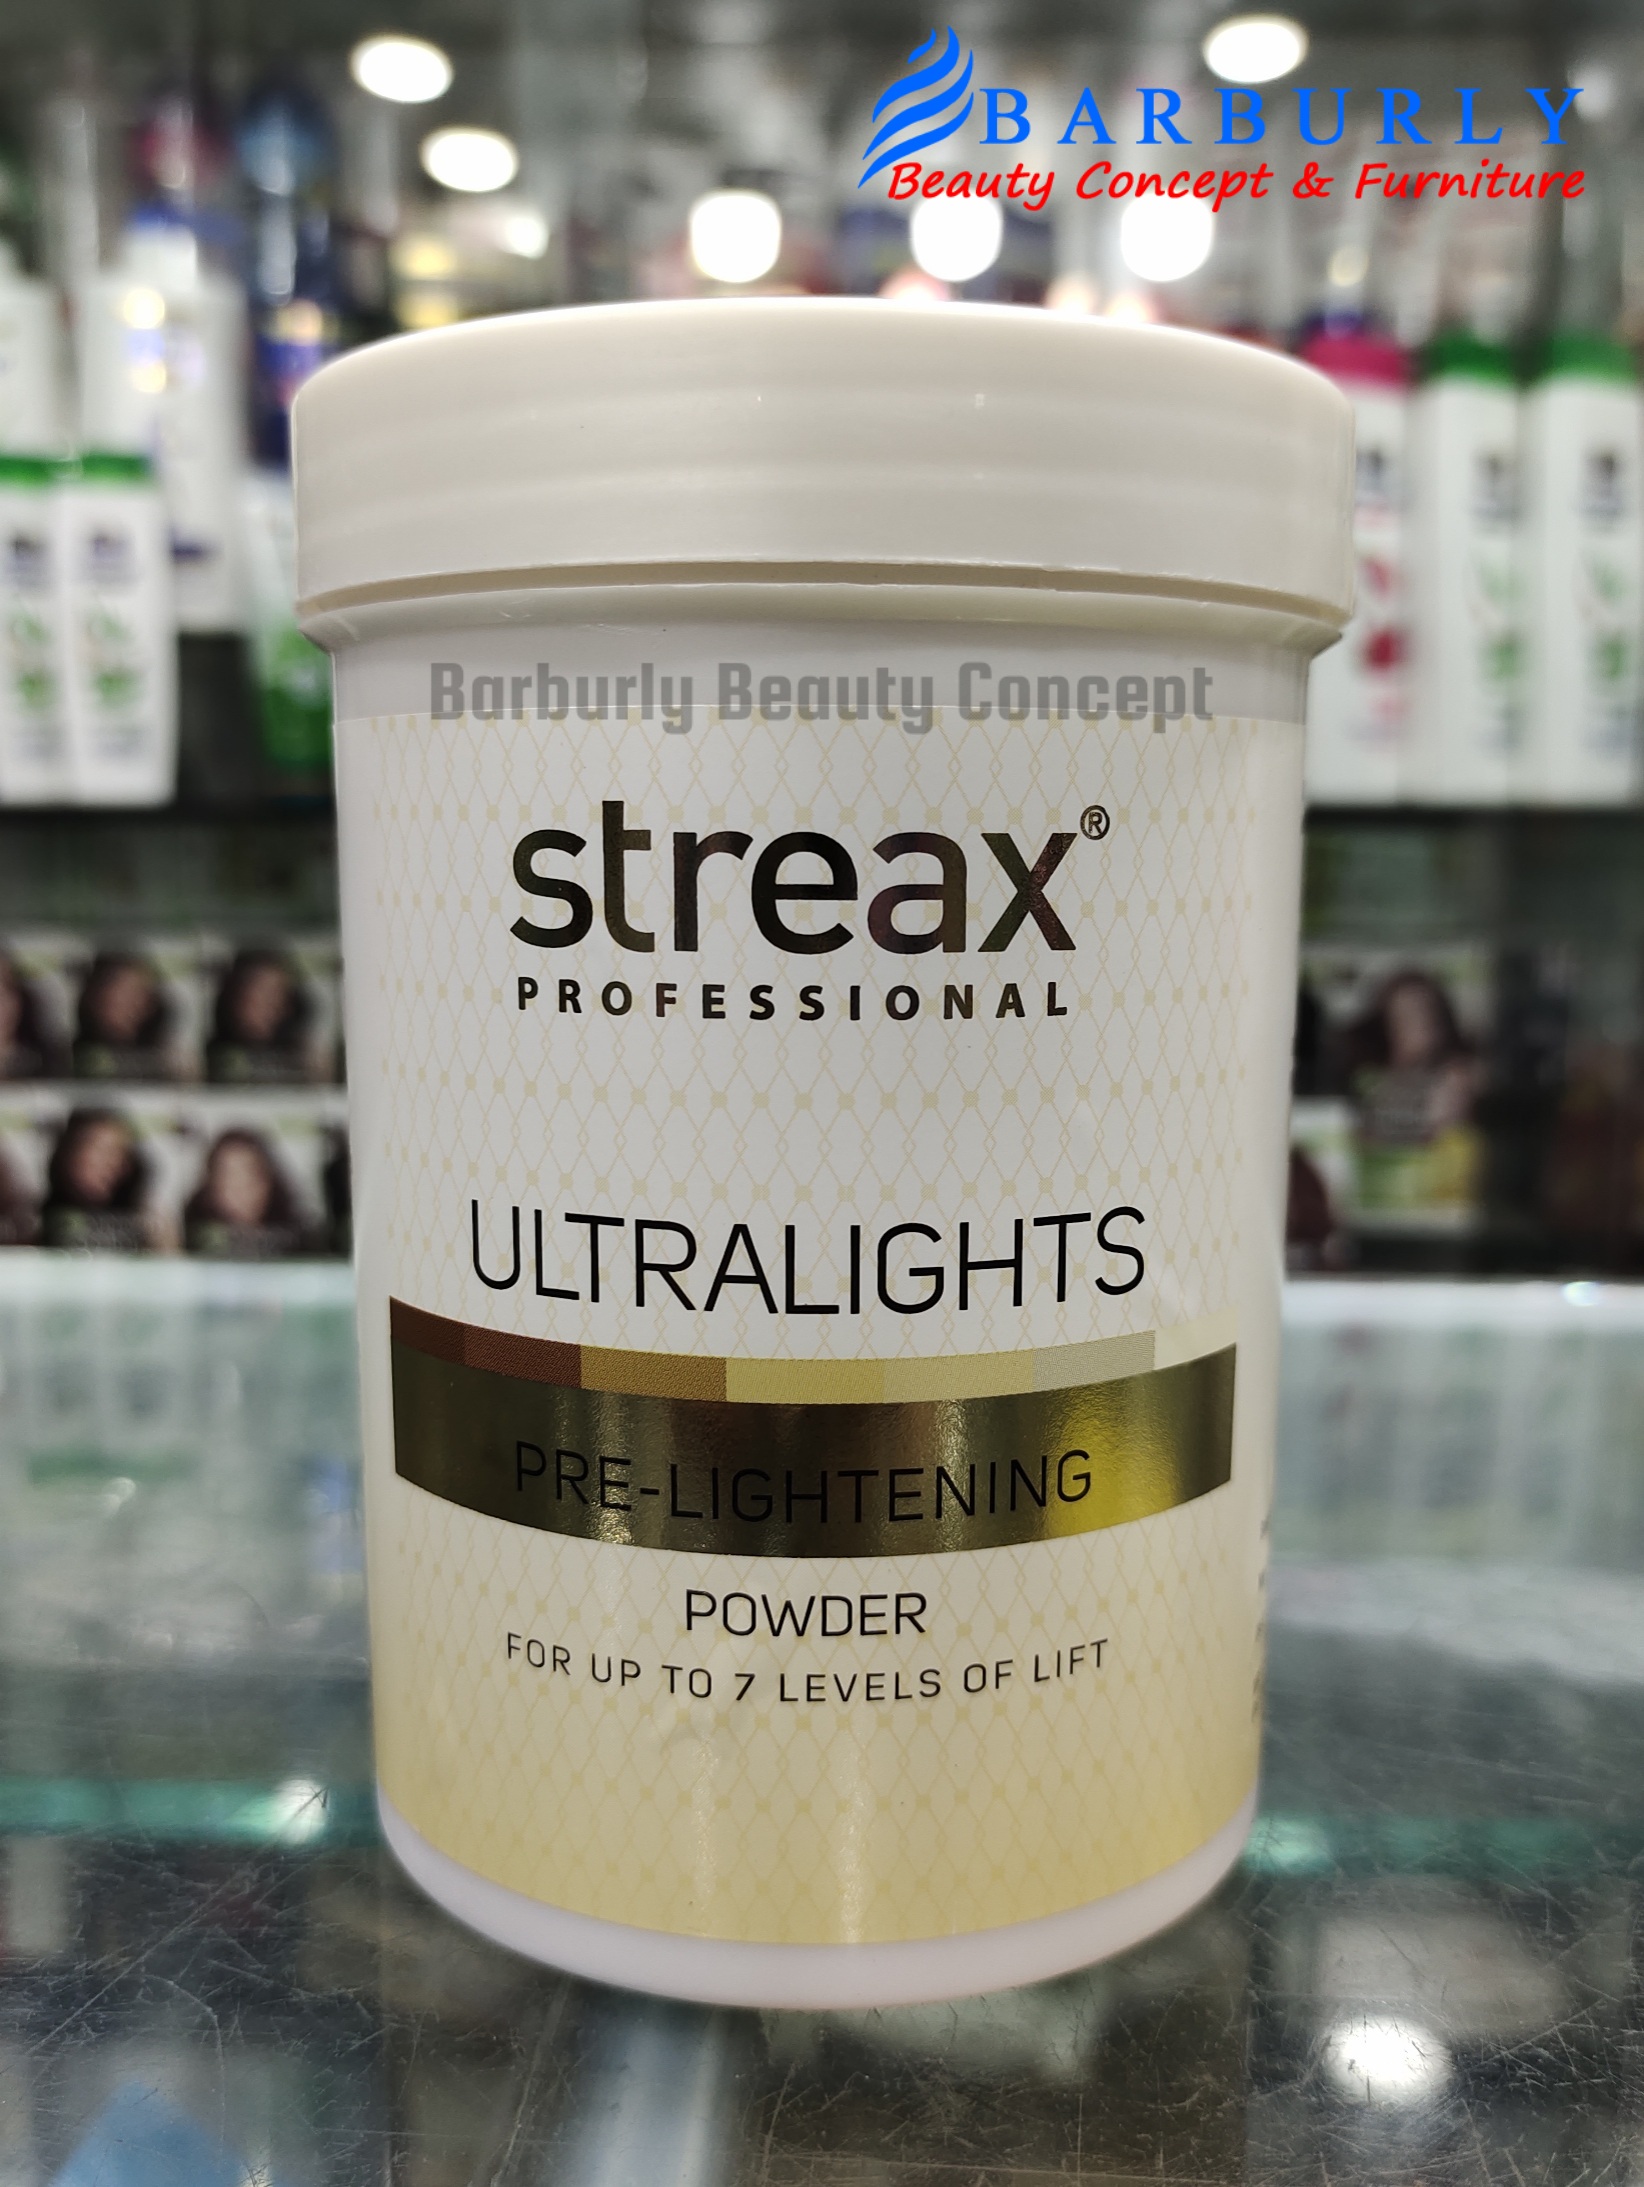 BARBURLY
Beauty Concept & Furniture
Barburly Beauty Concept
streax®
PROFESSIONAL
ULTRALIGHTS
PRE-LIGHTENING
POWDER
FOR UP TO 7 LEVELS OF LIFT